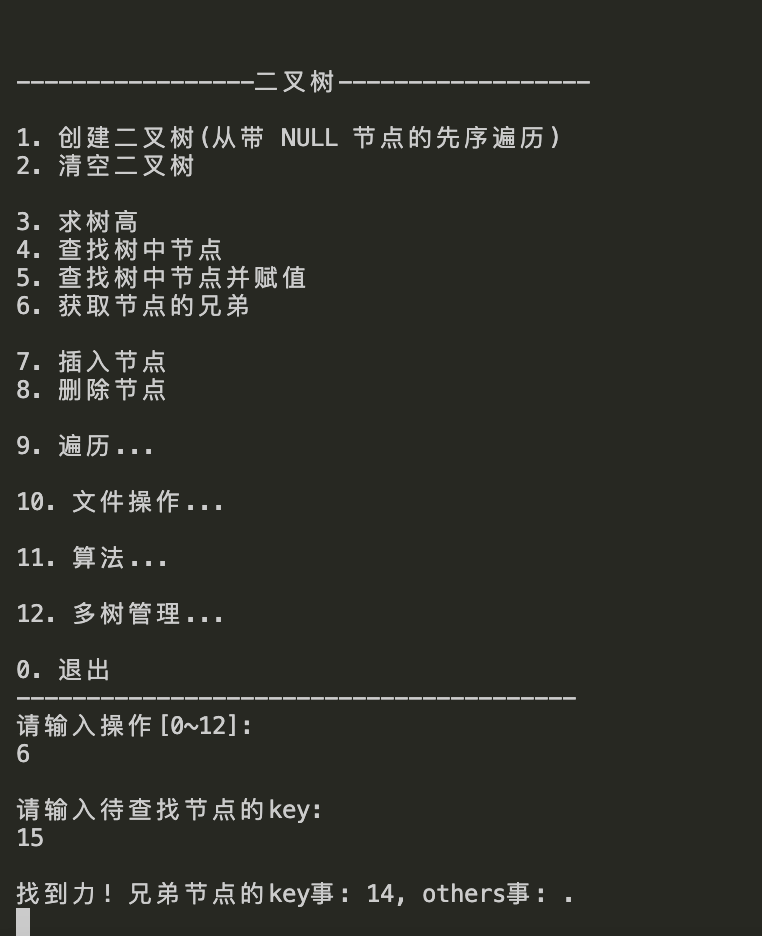 -----------------二叉树------------------
1. 创建二叉树(从带 NULL 节点的先序遍历)
2. 清空二叉树
3. 求树高
4. 查找树中节点
5. 查找树中节点并赋值
6. 获取节点的兄弟
7. 插入节点
8. 删除节点
9. 遍历...
10. 文件操作...
11. 算法...
12. 多树管理...
0. 退出
----------------------------------------
请输入操作[0~12]:
6
请输入待查找节点的key:
15
找到力! 兄弟节点的key事: 14, others事: .